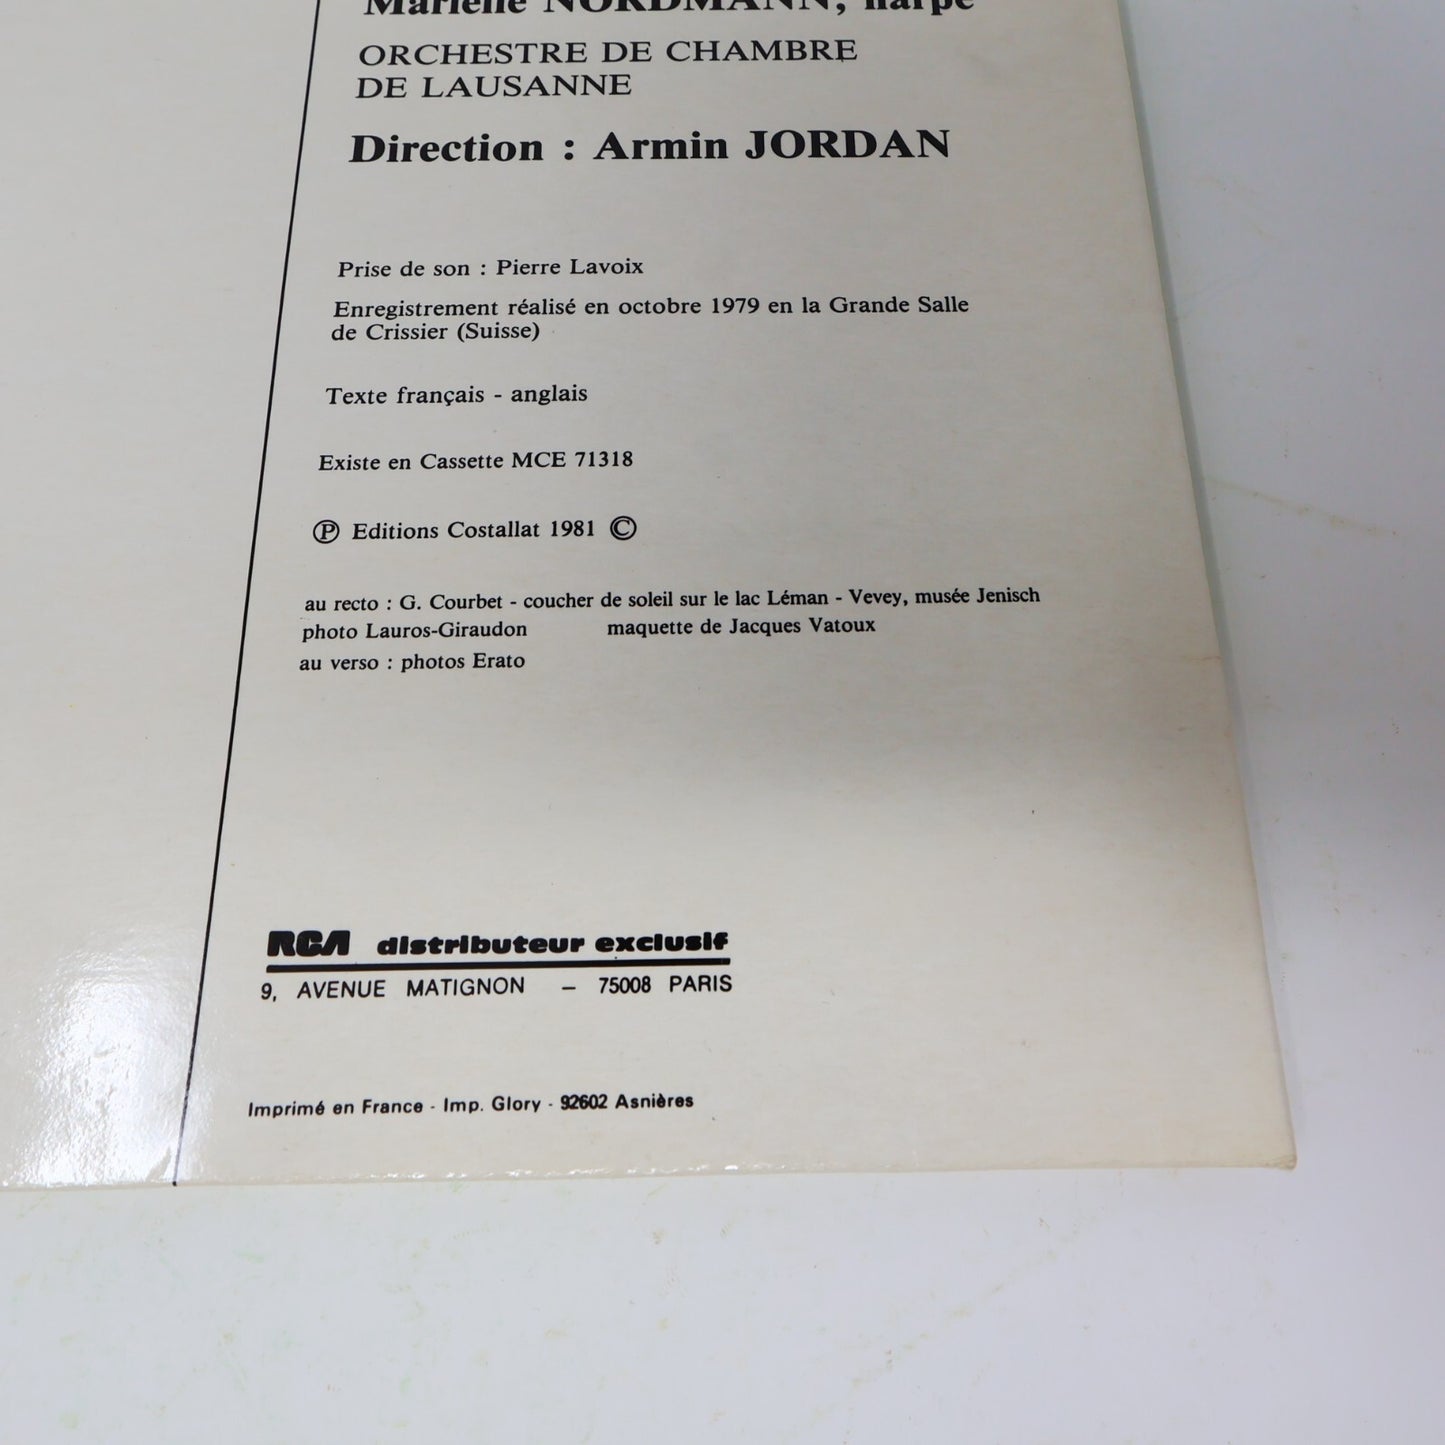 Marielle NORDMANN, harpe
ORCHESTRE DE CHAMBRE
DE LAUSANNE
Direction : Armin JORDAN
Prise de son : Pierre Lavoix
Enregistrement réalisé en octobre 1979 en la Grande Salle
de Crissier (Suisse)
Texte français - anglais
Existe en Cassette MCE 71318
Ⓟ Editions Costallat 1981 ©
au recto : G. Courbet - coucher de soleil sur le lac Léman - Vevey, musée Jenisch
photo Lauros-Giraudon maquette de Jacques Vatoux
au verso : photos Erato
RCA distributeur exclusif
9, AVENUE MATIGNON – 75008 PARIS
Imprimé en France - Imp. Glory - 92602 Asnières